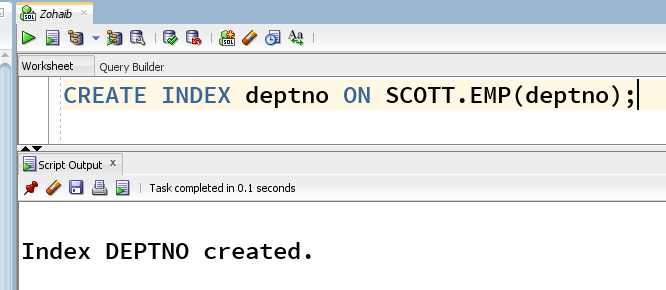 Zohaib
Worksheet Query Builder
CREATE INDEX deptno ON SCOTT.EMP(deptno);
Script Output x
Task completed in 0.1 seconds
Index DEPTNO created.